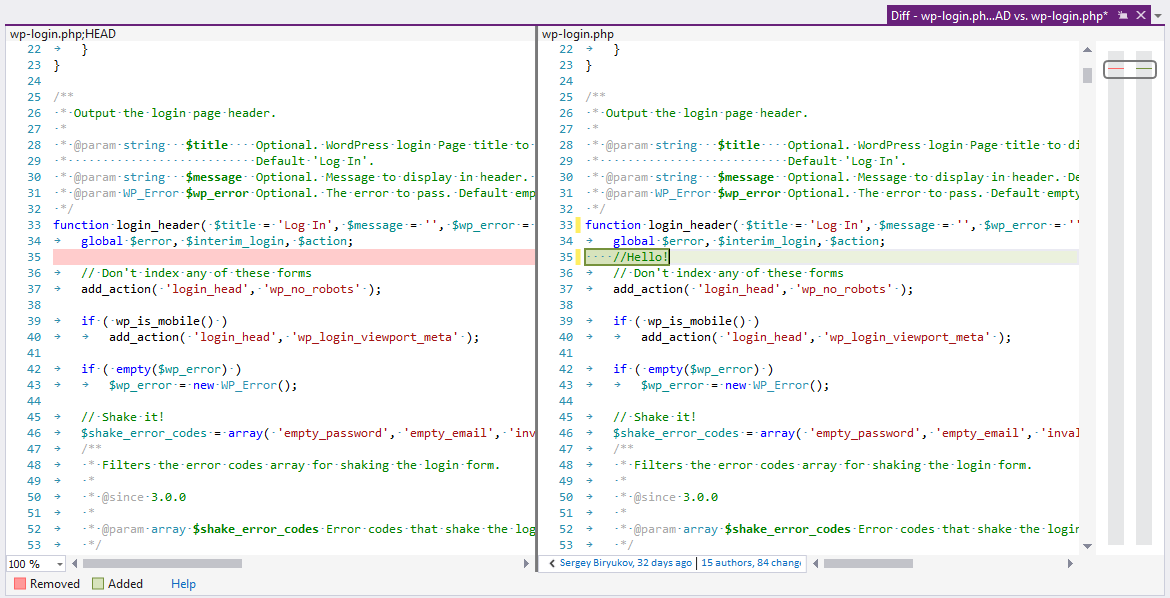 Diff - wp-login.ph...AD vs. wp-login.php*
wp-login.php;HEAD
22 }
23 }
24
25 /**
26 * Output the login page header.
27 *
28 * @param string $title Optional. WordPress login Page title to
29 * Default 'Log In'.
30 * @param string $message Optional. Message to display in header.
31 * @param WP_Error $wp_error Optional. The error to pass. Default emp
32 */
33 function login_header( $title = 'Log In', $message = '', $wp_error =
34 global $error, $interim_login, $action;
35
36 // Don't index any of these forms
37 add_action( 'login_head', 'wp_no_robots' );
38
39 if ( wp_is_mobile() )
40 add_action( 'login_head', 'wp_login_viewport_meta' );
41
42 if ( empty($wp_error) )
43 $wp_error = new WP_Error();
44
45 // Shake it!
46 $shake_error_codes = array( 'empty_password', 'empty_email', 'inv
47 /**
48 * Filters the error codes array for shaking the login form.
49 *
50 * @since 3.0.0
51 *
52 * @param array $shake_error_codes Error codes that shake the log
53 */
100 %
wp-login.php
22 }
23 }
24
25 /**
26 * Output the login page header.
27 *
28 * @param string $title Optional. WordPress login Page title to di
29 * Default 'Log In'.
30 * @param string $message Optional. Message to display in header. De
31 * @param WP_Error $wp_error Optional. The error to pass. Default empty
32 */
33 function login_header( $title = 'Log In', $message = '', $wp_error = ''
34 global $error, $interim_login, $action;
35 //Hello!
36 // Don't index any of these forms
37 add_action( 'login_head', 'wp_no_robots' );
38
39 if ( wp_is_mobile() )
40 add_action( 'login_head', 'wp_login_viewport_meta' );
41
42 if ( empty($wp_error) )
43 $wp_error = new WP_Error();
44
45 // Shake it!
46 $shake_error_codes = array( 'empty_password', 'empty_email', 'inval
47 /**
48 * Filters the error codes array for shaking the login form.
49 *
50 * @since 3.0.0
51 *
52 * @param array $shake_error_codes Error codes that shake the login
53 */
Sergey Biryukov, 32 days ago | 15 authors, 84 chang
Removed Added Help